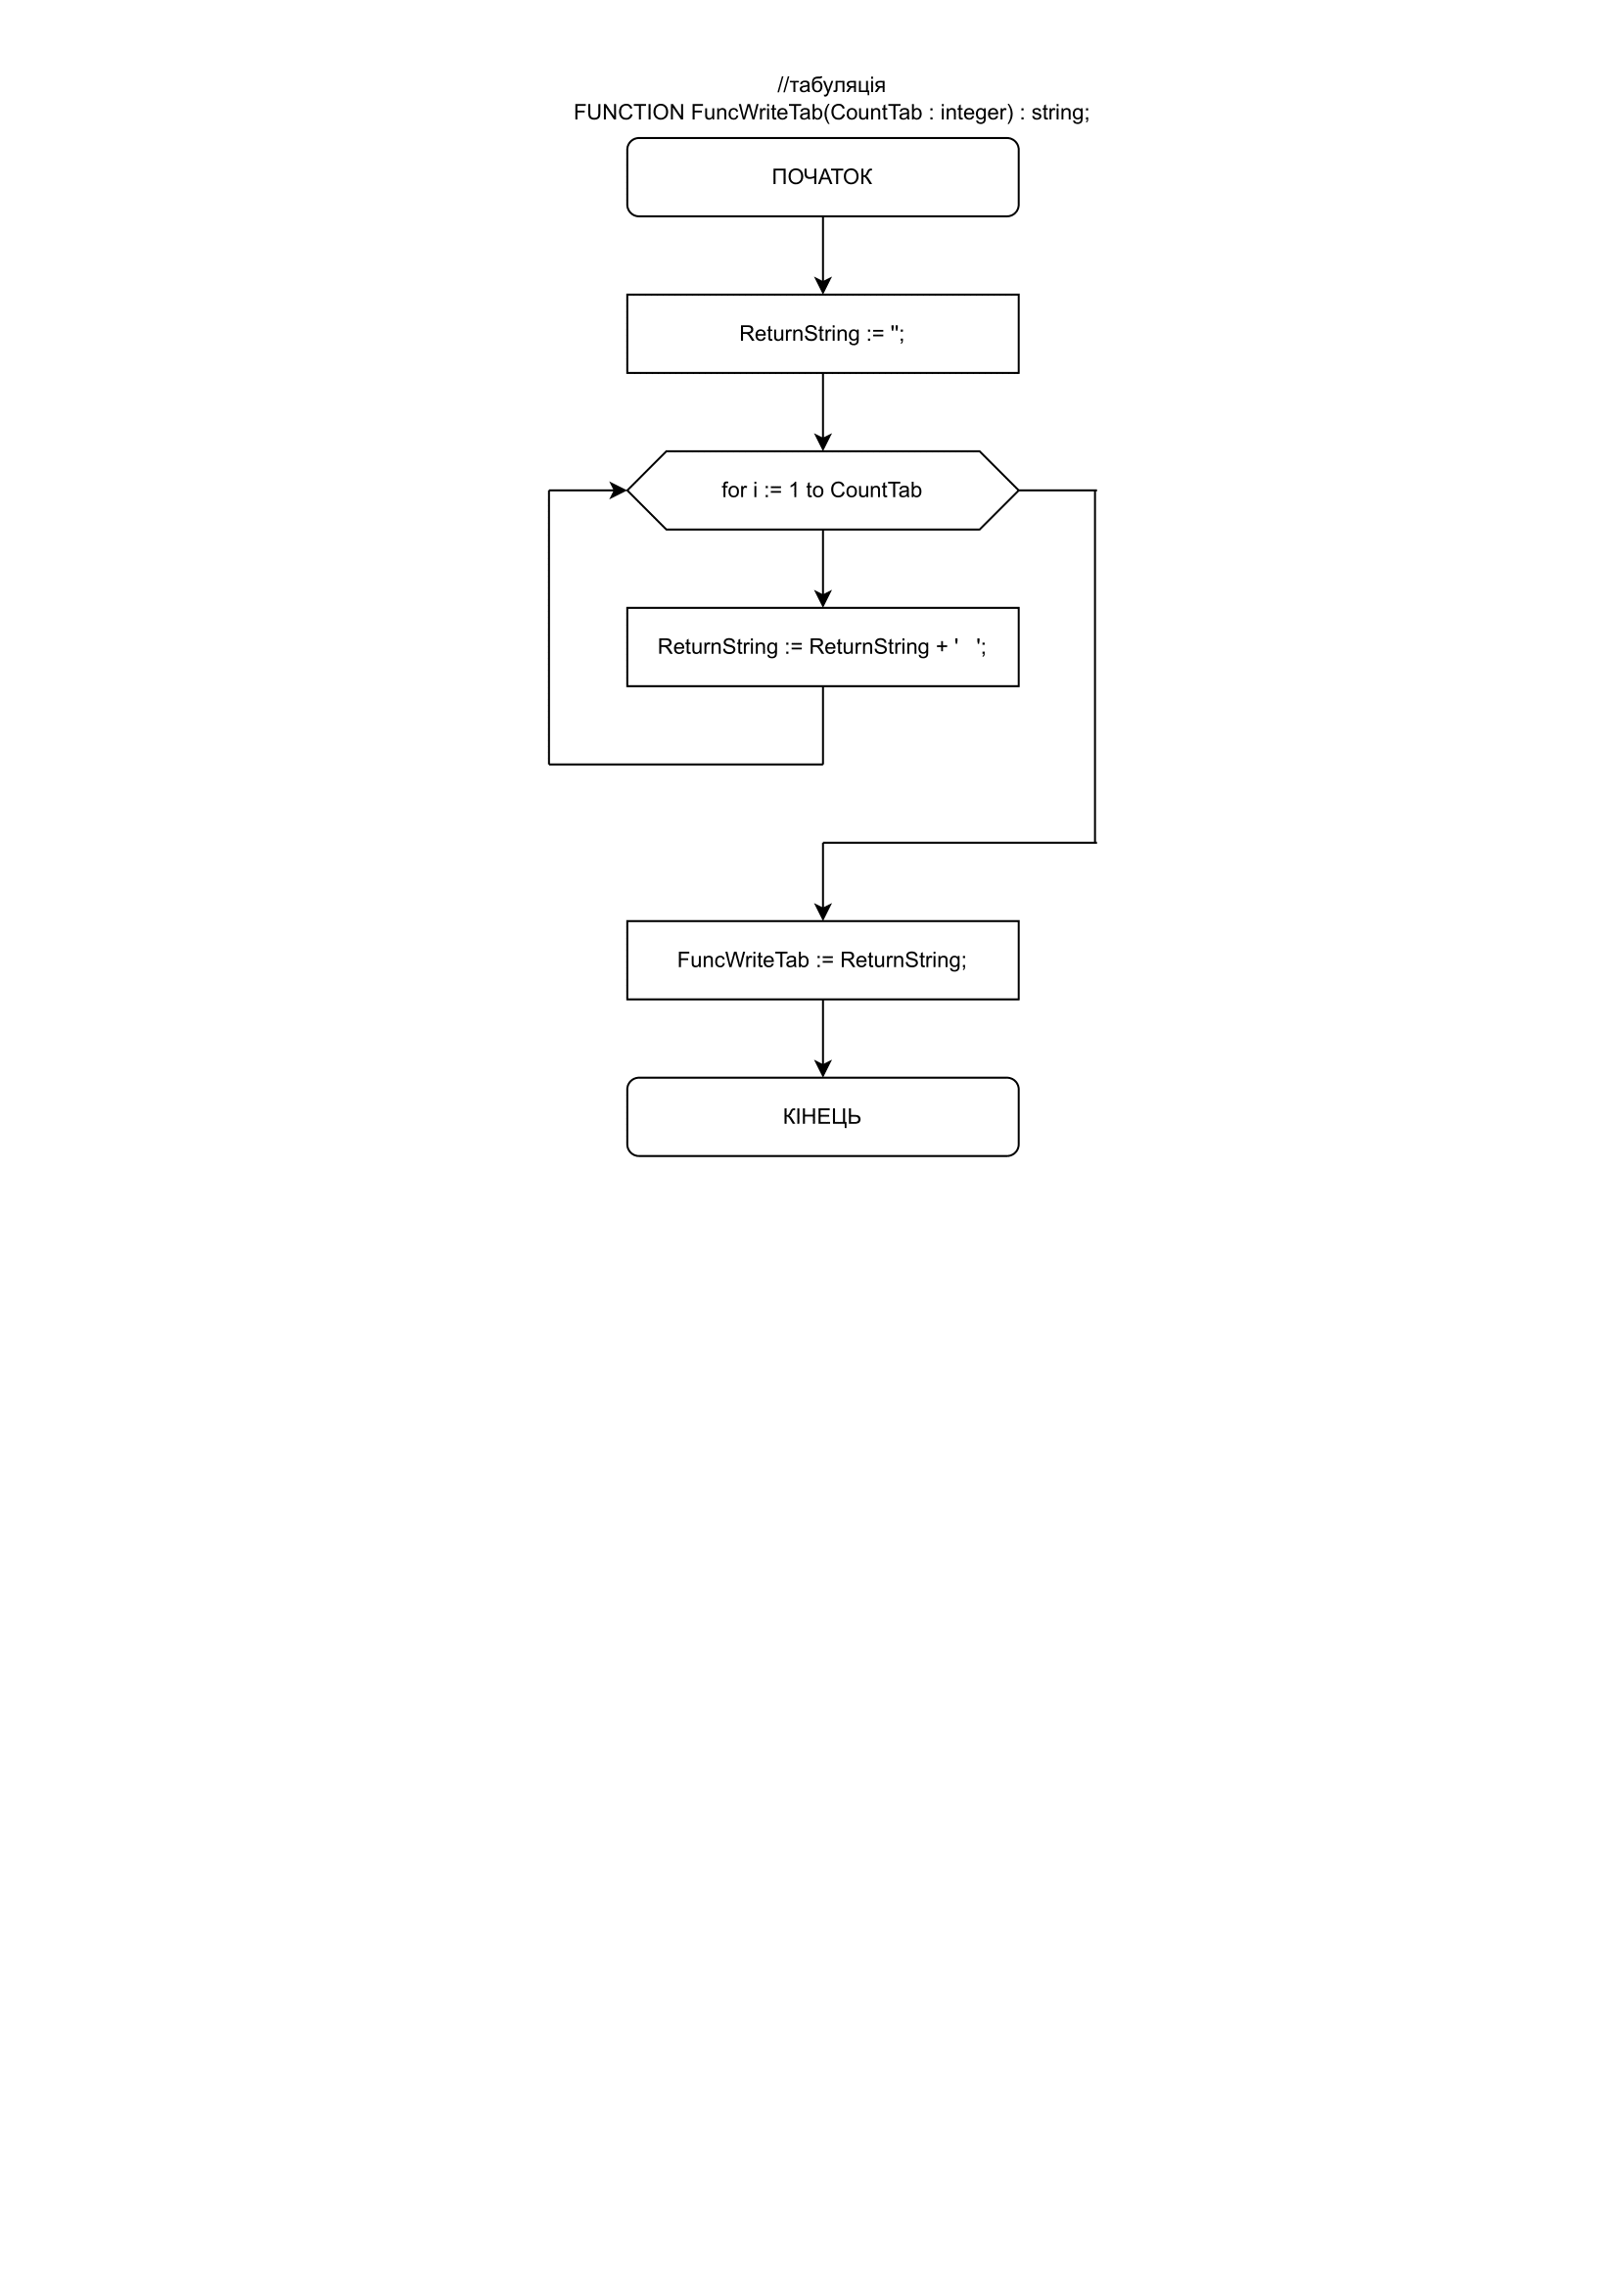 //табуляція
FUNCTION FuncWriteTab(CountTab : integer) : string;
ПОЧАТОК
ReturnString := '';
for i := 1 to CountTab
ReturnString := ReturnString + '   ';
FuncWriteTab := ReturnString;
КІНЕЦЬ